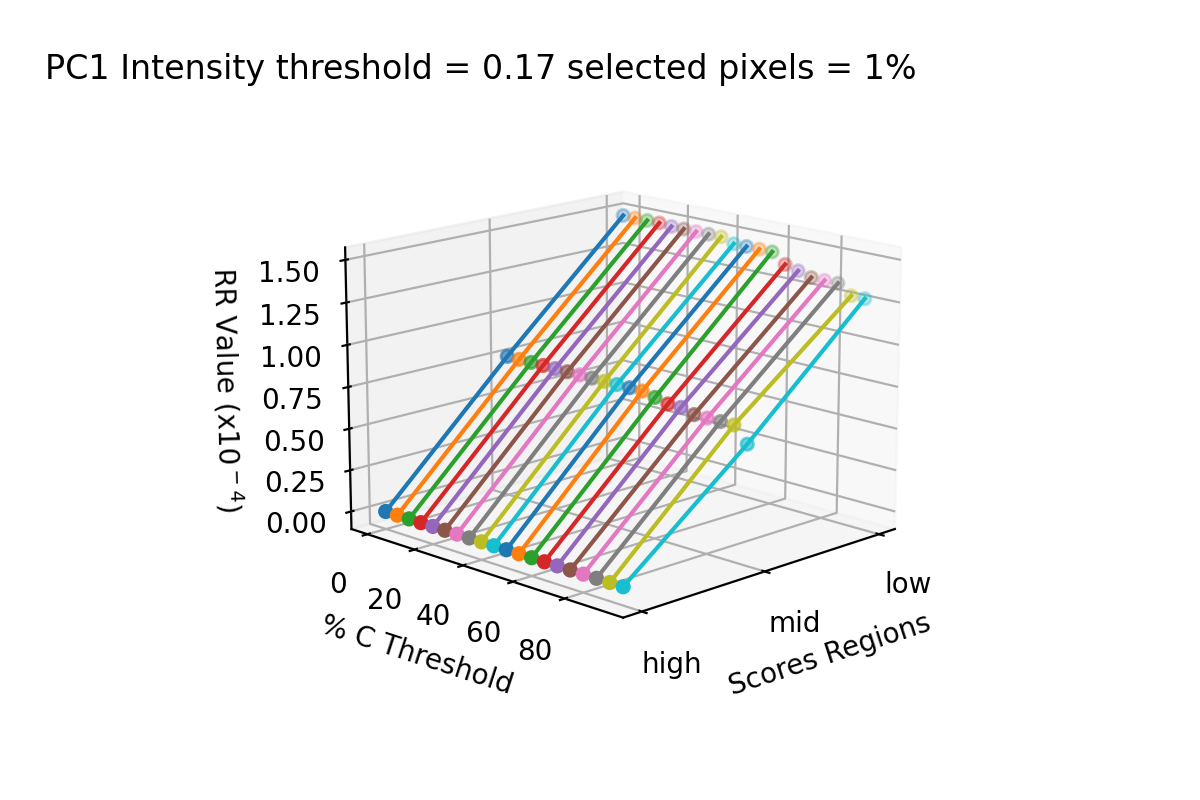 PC1 Intensity threshold = 0.17 selected pixels = 1%
RR Value (x10⁻⁴)
1.50
1.25
1.00
0.75
0.50
0.25
0.00
0
20
40
60
80
% C Threshold
high
mid
low
Scores Regions